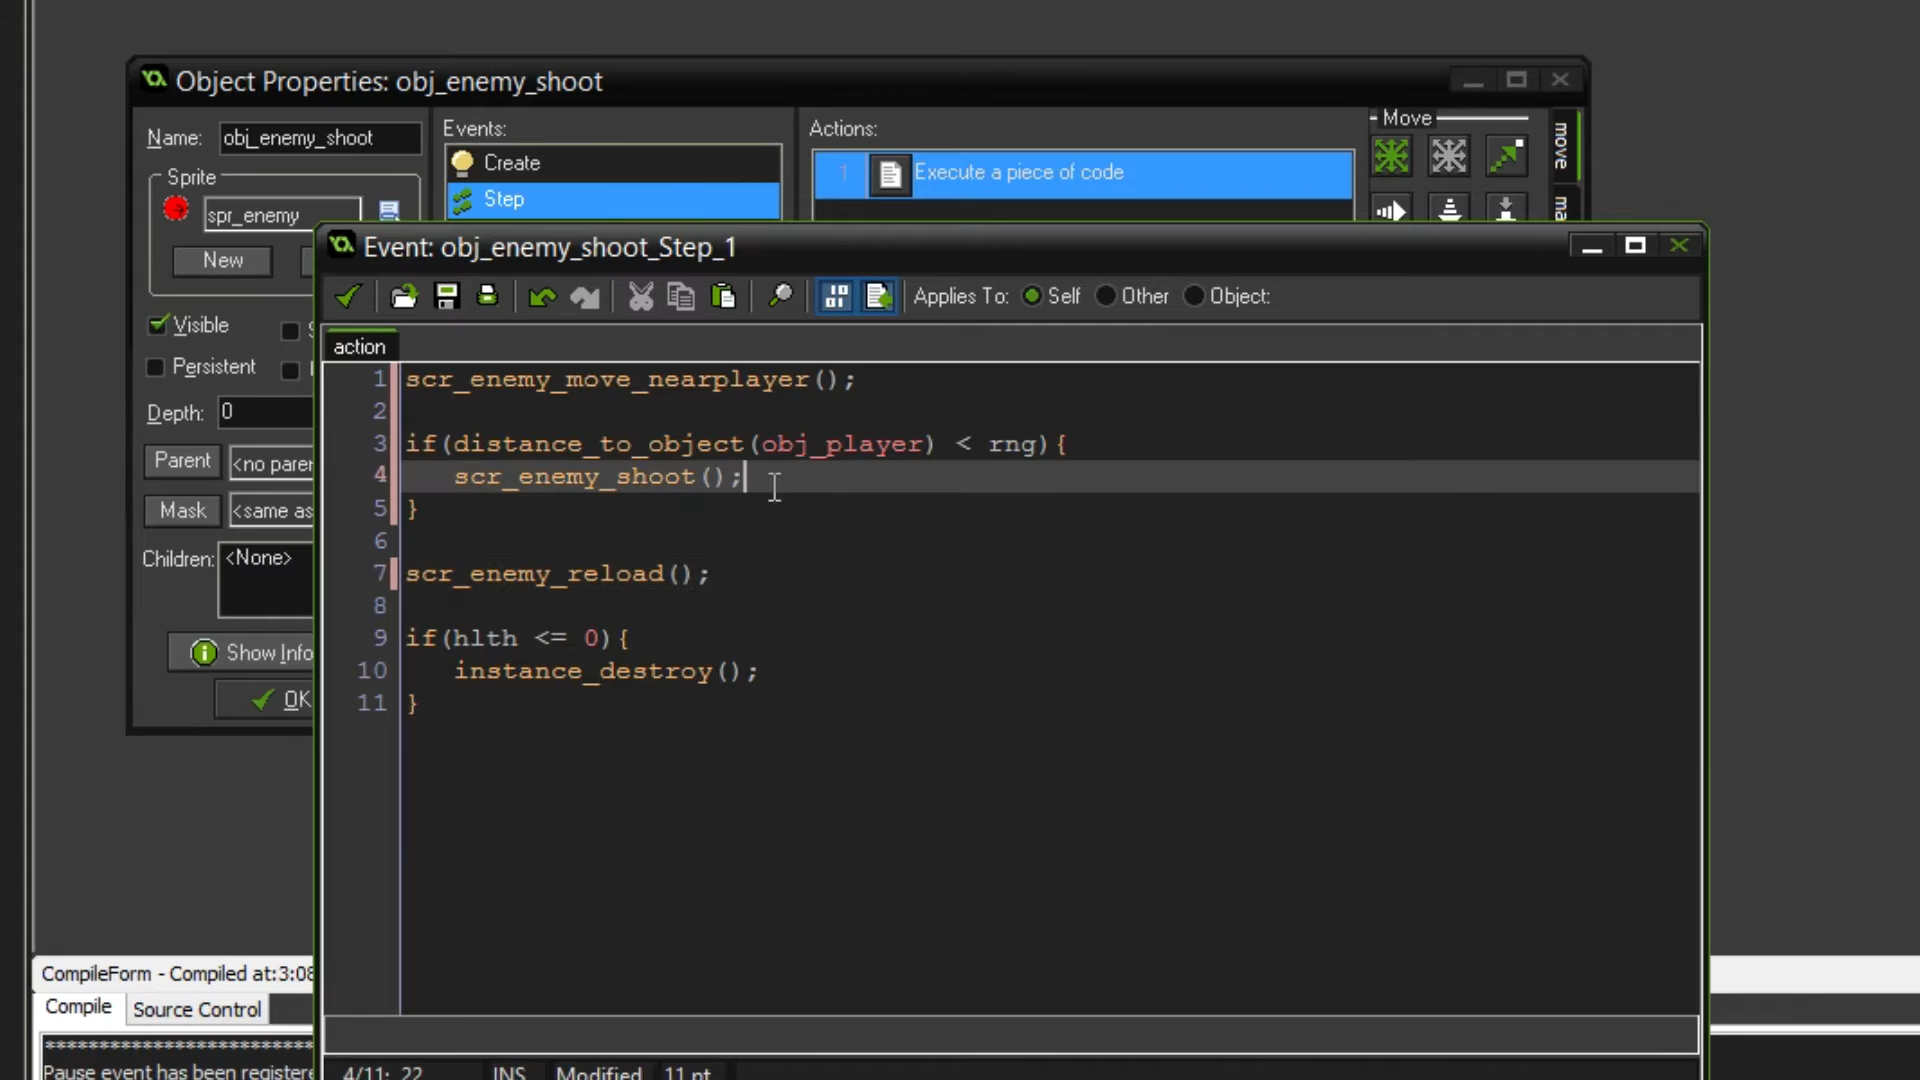 Object Properties: obj_enemy_shoot
Name: obj_enemy_shoot
Events:
Actions:
Move
move
Create
1 Execute a piece of code
Sprite
Step
spr_enemy
ma
New
Event: obj_enemy_shoot_Step_1
Applies To: Self Other Object:
Visible
S
action
Persistent
1 scr_enemy_move_nearplayer();
2
Depth: 0
3 if(distance_to_object(obj_player) < rng){
Parent <no paren
4 scr_enemy_shoot();
Mask <same as
5 }
6
Children: <None>
7 scr_enemy_reload();
8
9 if(hlth <= 0){
Show Info
10 instance_destroy();
OK
11 }
CompileForm - Compiled at:3:08
Compile
Source Control
Pause event has been registere
4/11: 22 INS Modified 11 pt